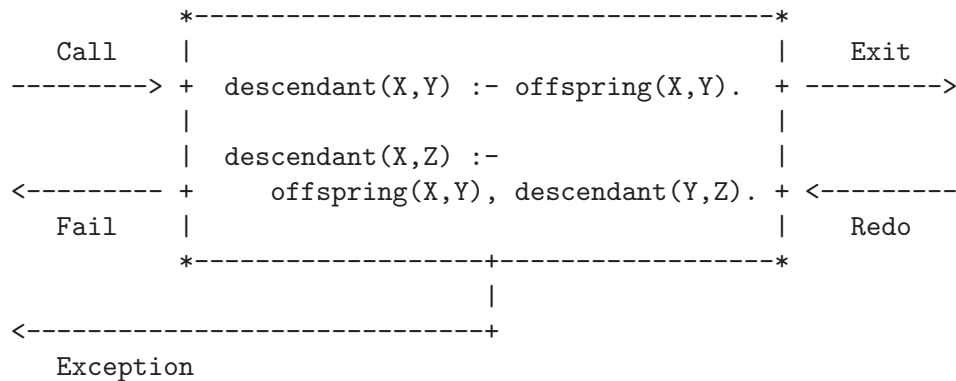 Call Exit
descendant(X,Y) :- offspring(X,Y).
descendant(X,Z) :-
offspring(X,Y), descendant(Y,Z).
Fail Redo
Exception